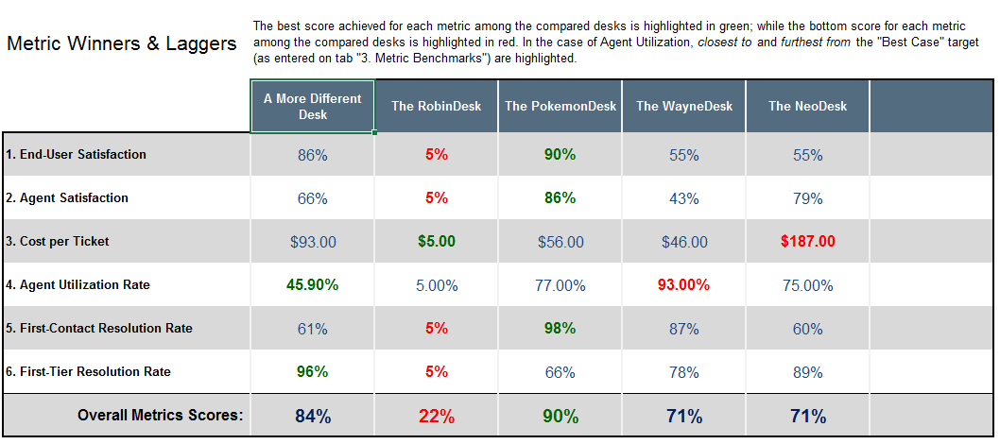 Metric Winners & Laggers
The best score achieved for each metric among the compared desks is highlighted in green; while the bottom score for each metric
among the compared desks is highlighted in red. In the case of Agent Utilization, closest to and furthest from the "Best Case" target
(as entered on tab "3. Metric Benchmarks") are highlighted.
A More Different
Desk
The RobinDesk
The PokemonDesk
The WayneDesk
The NeoDesk
1. End-User Satisfaction 86% 5% 90% 55% 55%
2. Agent Satisfaction 66% 5% 86% 43% 79%
3. Cost per Ticket $93.00 $5.00 $56.00 $46.00 $187.00
4. Agent Utilization Rate 45.90% 5.00% 77.00% 93.00% 75.00%
5. First-Contact Resolution Rate 61% 5% 98% 87% 60%
6. First-Tier Resolution Rate 96% 5% 66% 78% 89%
Overall Metrics Scores: 84% 22% 90% 71% 71%